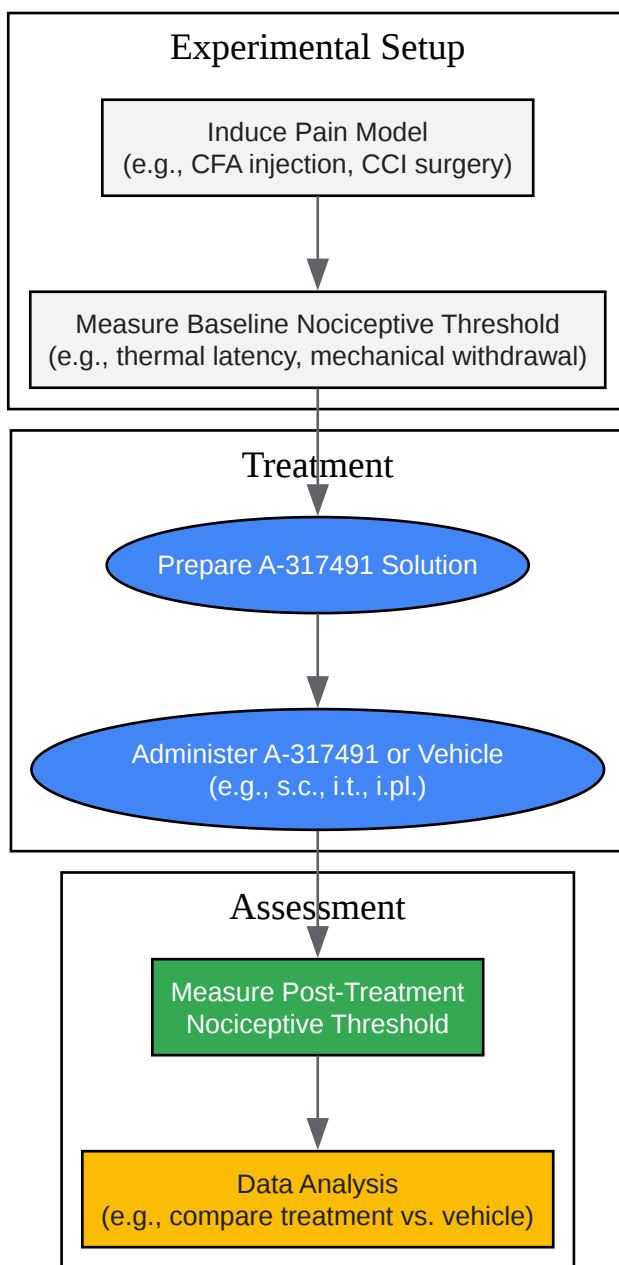 Experimental Setup
Induce Pain Model
(e.g., CFA injection, CCI surgery)
Measure Baseline Nociceptive Threshold
(e.g., thermal latency, mechanical withdrawal)
Treatment
Prepare A-317491 Solution
Administer A-317491 or Vehicle
(e.g., s.c., i.t., i.pl.)
Assessment
Measure Post-Treatment
Nociceptive Threshold
Data Analysis
(e.g., compare treatment vs. vehicle)